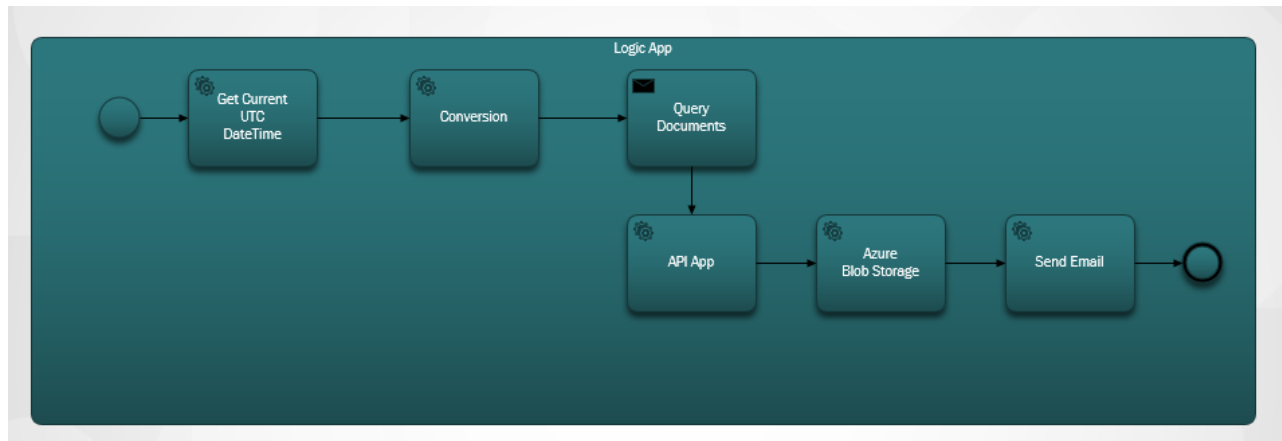 Logic App
Get Current
UTC
DateTime
Conversion
Query
Documents
API App
Azure
Blob Storage
Send Email